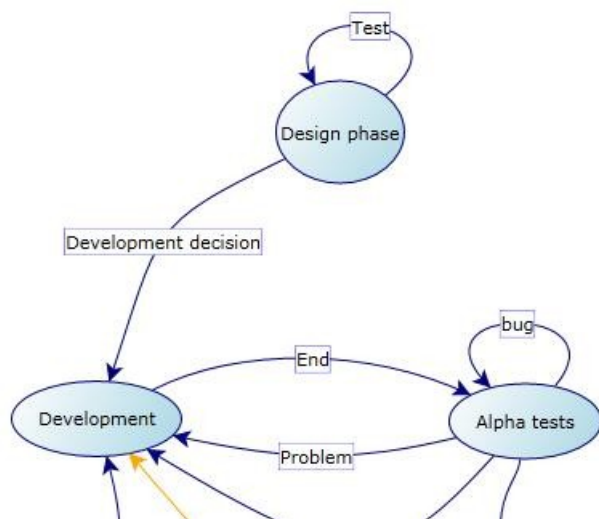 Test
Design phase
Development decision
bug
End
Development
Alpha tests
Problem